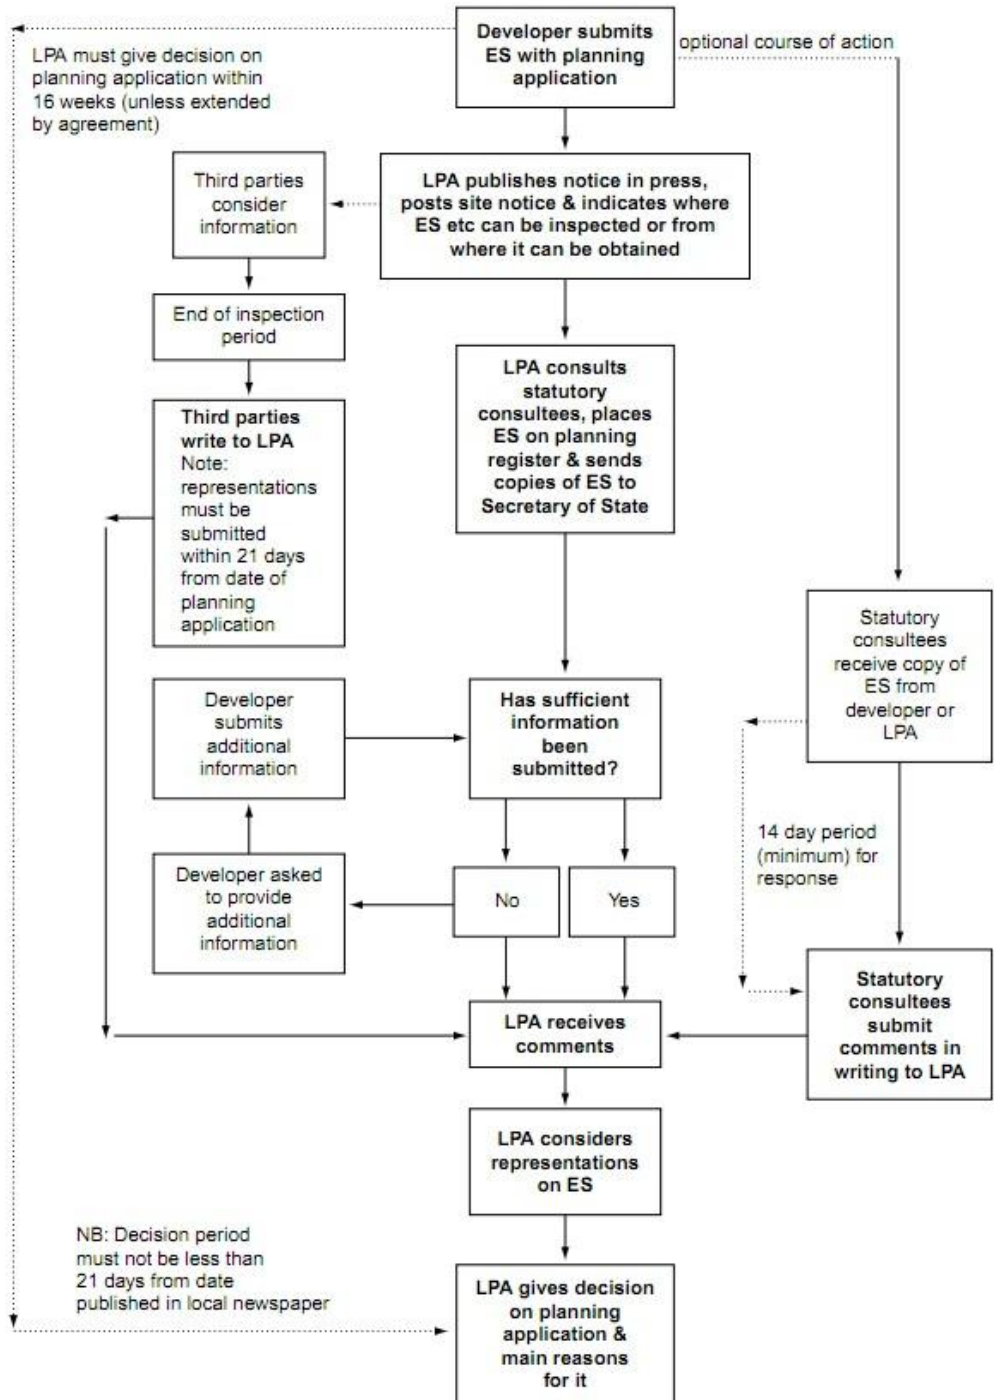 Developer submits
ES with planning
application
optional course of action
LPA must give decision on
planning application within
16 weeks (unless extended
by agreement)
Third parties
consider
information
LPA publishes notice in press,
posts site notice & indicates where
ES etc can be inspected or from
where it can be obtained
End of inspection
period
LPA consults
statutory
consultees, places
ES on planning
register & sends
copies of ES to
Secretary of State
Third parties
write to LPA
Note:
representations
must be
submitted
within 21 days
from date of
planning
application
Statutory
consultees
receive copy of
ES from
developer or
LPA
Developer
submits
additional
information
Has sufficient
information
been
submitted?
14 day period
(minimum) for
response
Developer asked
to provide
additional
information
No
Yes
Statutory
consultees
submit
comments in
writing to LPA
LPA receives
comments
LPA considers
representations
on ES
NB: Decision period
must not be less than
21 days from date
published in local newspaper
LPA gives decision
on planning
application &
main reasons
for it